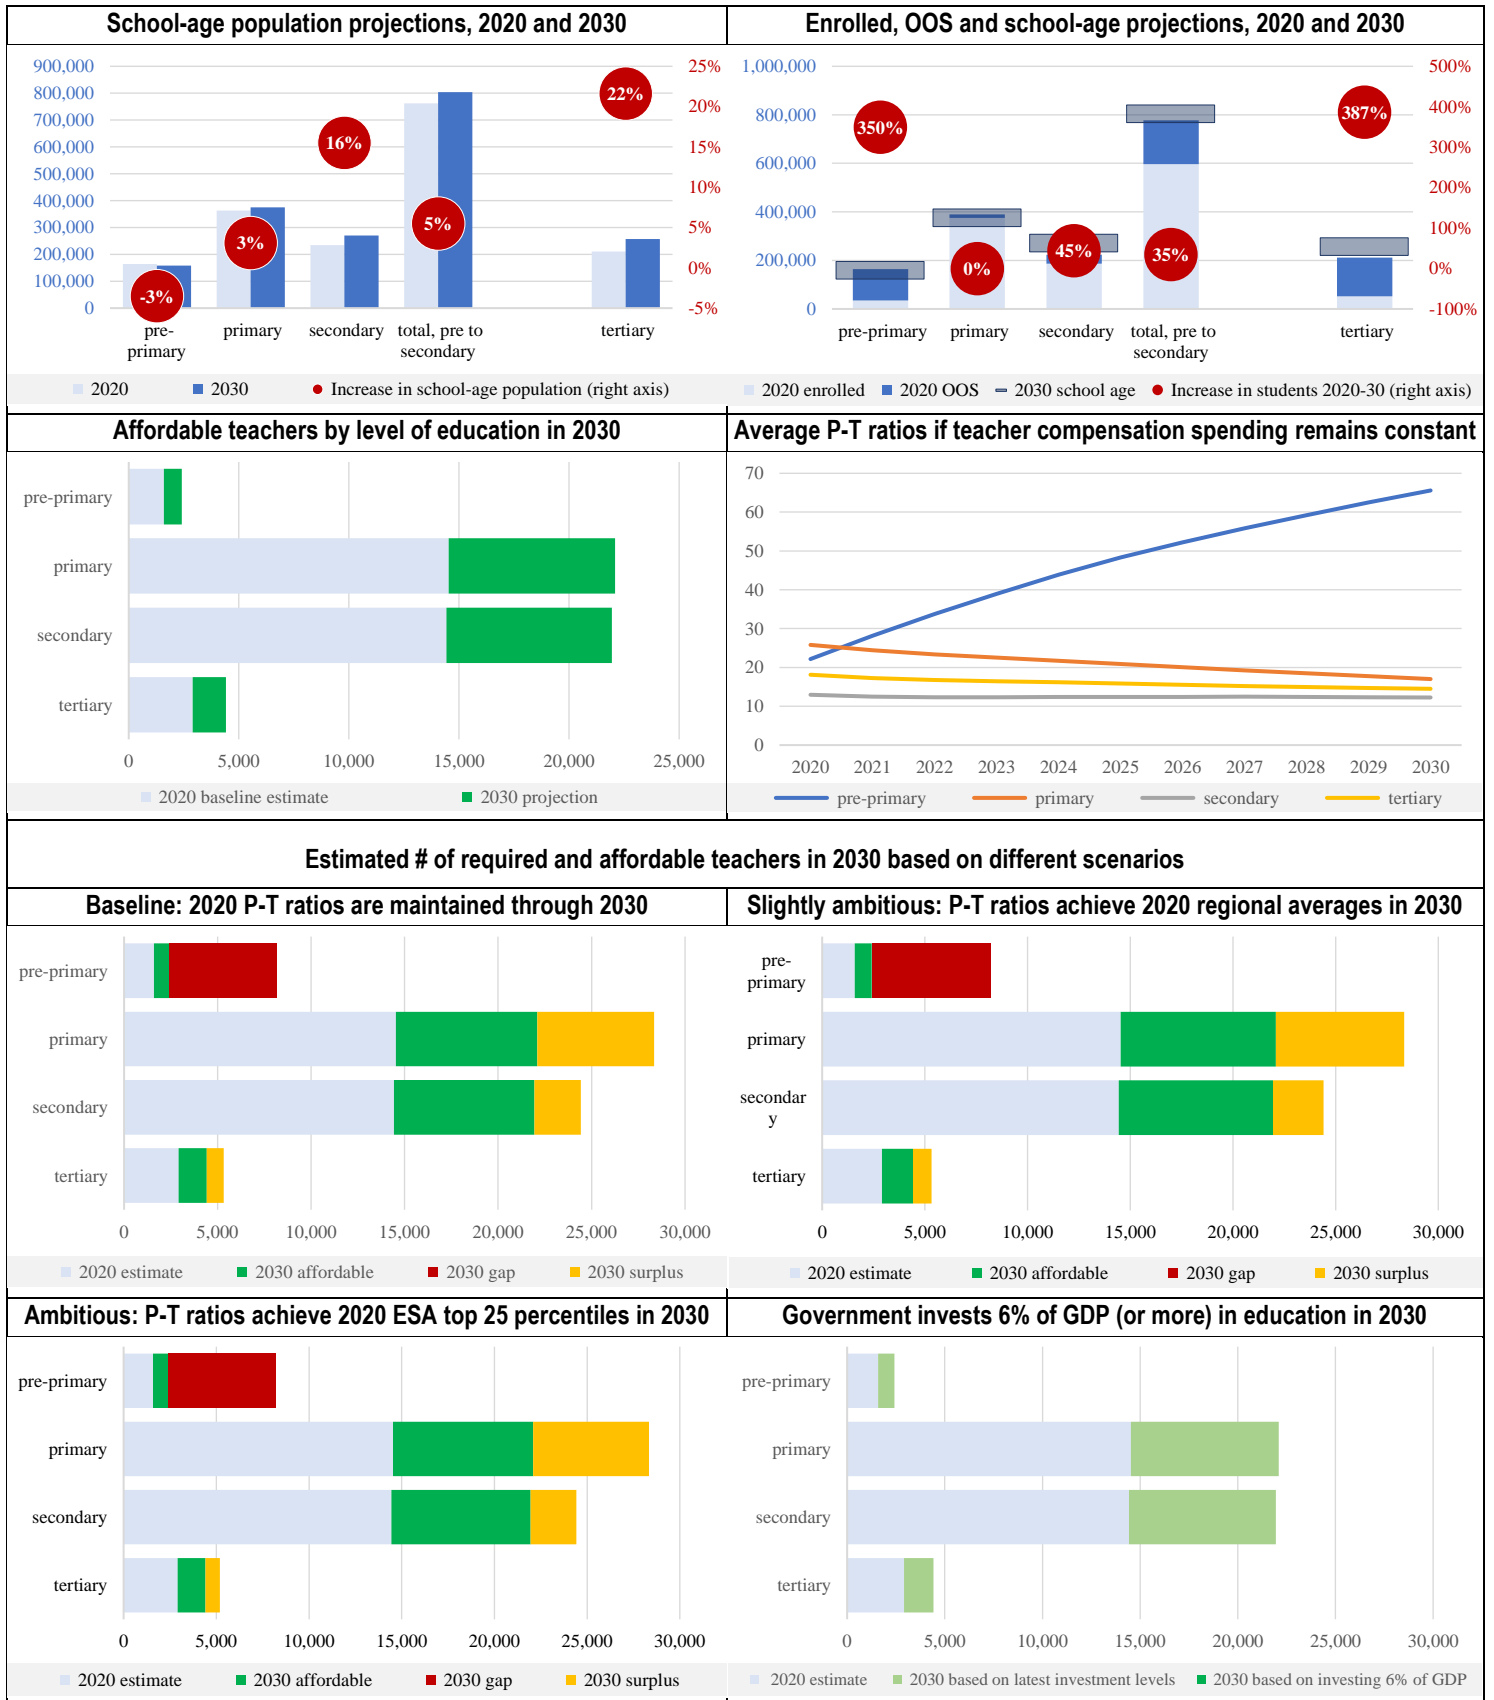 School-age population projections, 2020 and 2030
900,000
800,000
700,000
600,000
500,000
400,000
300,000
200,000
100,000
0
25%
20%
15%
10%
5%
0%
-5%
-3%
3%
16%
5%
22%
pre-
primary
primary
secondary
total, pre to
secondary
tertiary
2020 2030 Increase in school-age population (right axis)
Enrolled, OOS and school-age projections, 2020 and 2030
1,000,000
800,000
600,000
400,000
200,000
0
500%
400%
300%
200%
100%
0%
-100%
350%
0%
45%
35%
387%
pre-primary
primary
secondary
total, pre to
secondary
tertiary
2020 enrolled 2020 OOS 2030 school age Increase in students 2020-30 (right axis)
Affordable teachers by level of education in 2030
pre-primary
primary
secondary
tertiary
0 5,000 10,000 15,000 20,000 25,000
2020 baseline estimate 2030 projection
Average P-T ratios if teacher compensation spending remains constant
70
60
50
40
30
20
10
0
2020 2021 2022 2023 2024 2025 2026 2027 2028 2029 2030
pre-primary primary secondary tertiary
Estimated # of required and affordable teachers in 2030 based on different scenarios
Baseline: 2020 P-T ratios are maintained through 2030
pre-primary
primary
secondary
tertiary
0 5,000 10,000 15,000 20,000 25,000 30,000
2020 estimate 2030 affordable 2030 gap 2030 surplus
Slightly ambitious: P-T ratios achieve 2020 regional averages in 2030
pre-
primary
primary
secondar
y
tertiary
0 5,000 10,000 15,000 20,000 25,000 30,000
2020 estimate 2030 affordable 2030 gap 2030 surplus
Ambitious: P-T ratios achieve 2020 ESA top 25 percentiles in 2030
pre-primary
primary
secondary
tertiary
0 5,000 10,000 15,000 20,000 25,000 30,000
2020 estimate 2030 affordable 2030 gap 2030 surplus
Government invests 6% of GDP (or more) in education in 2030
pre-primary
primary
secondary
tertiary
0 5,000 10,000 15,000 20,000 25,000 30,000
2020 estimate 2030 based on latest investment levels 2030 based on investing 6% of GDP